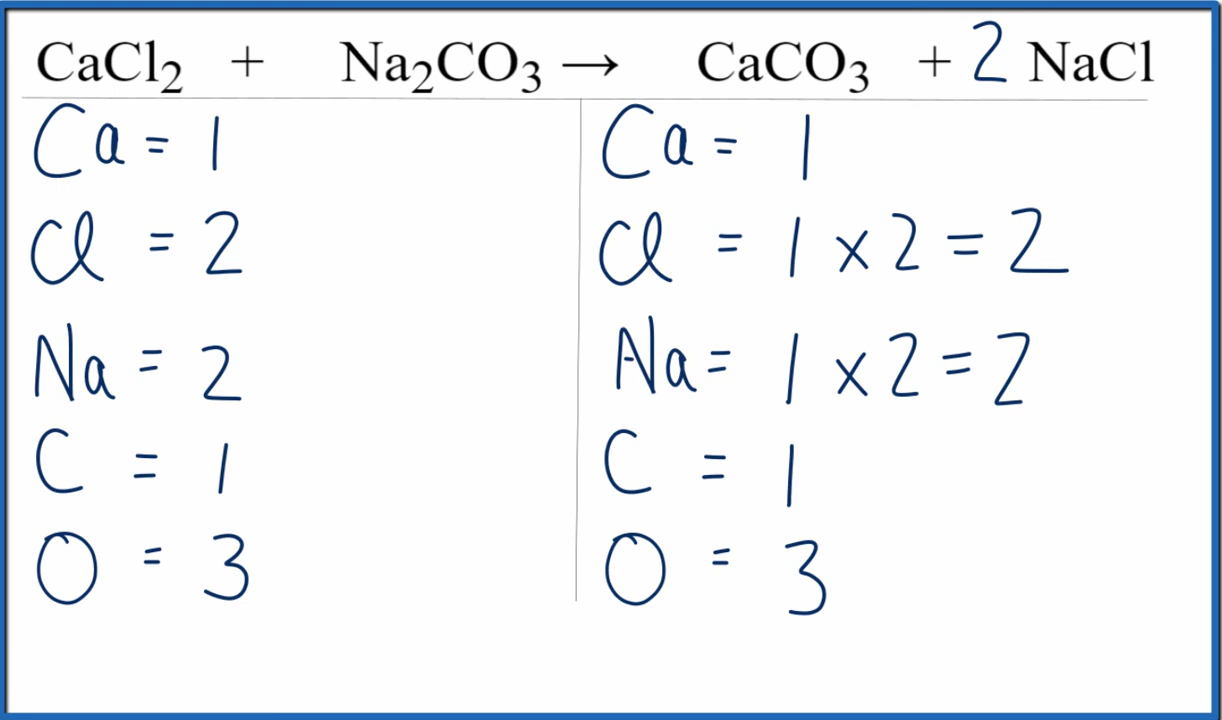 CaCl₂ + Na₂CO₃ → CaCO₃ + 2 NaCl
Ca = 1
Cl = 2
Na = 2
C = 1
O = 3
Ca = 1
Cl = 1 x 2 = 2
Na = 1 x 2 = 2
C = 1
O = 3